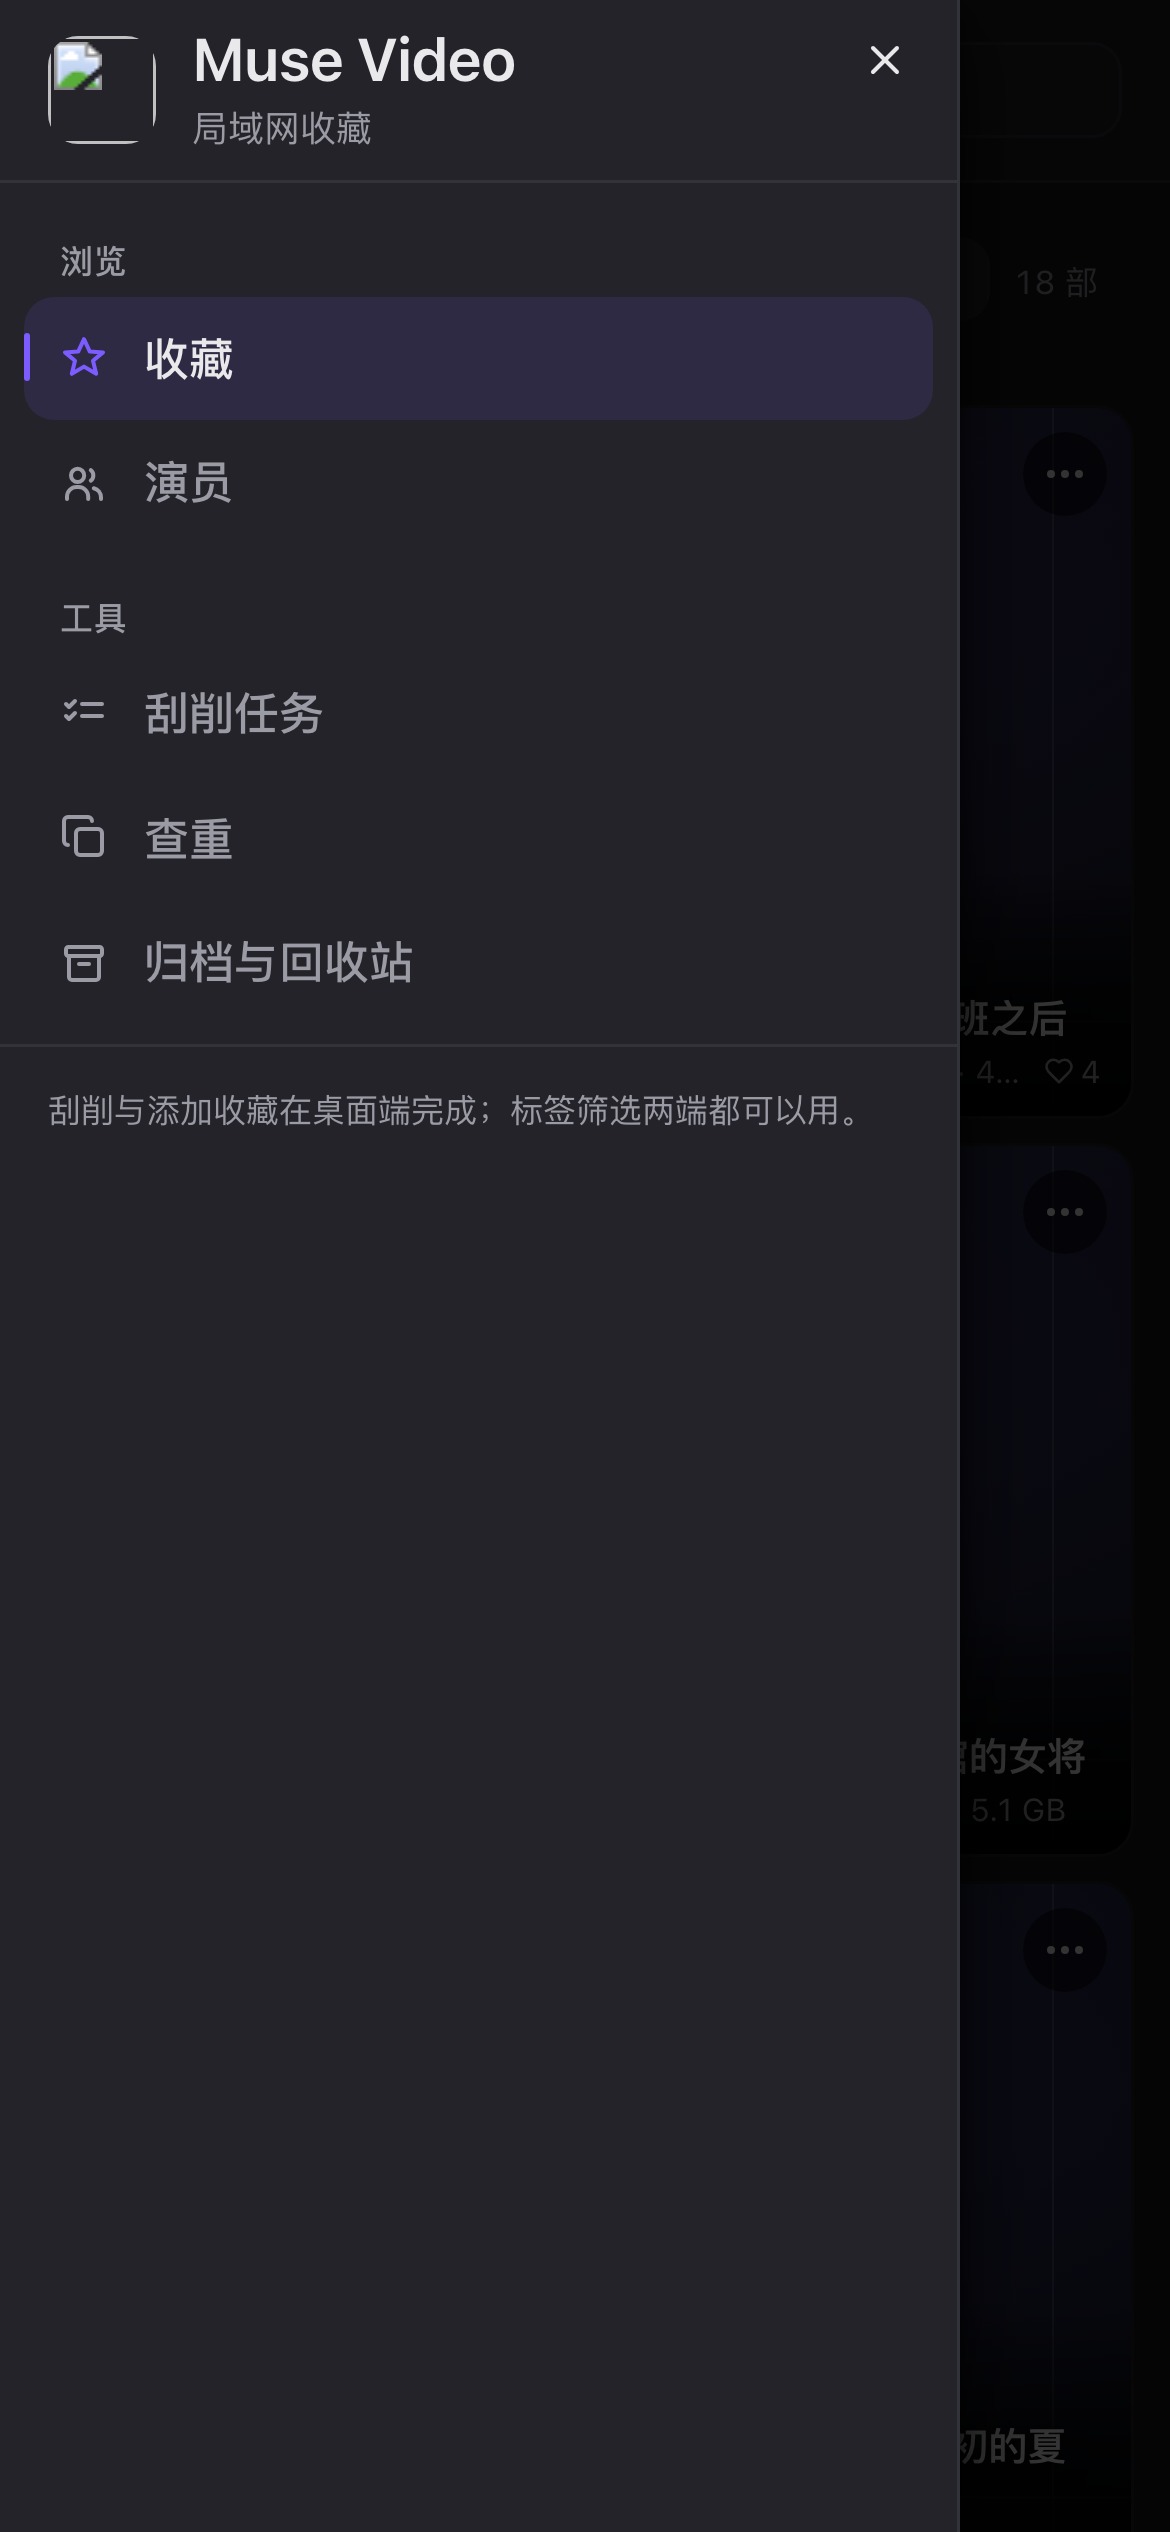 Muse Video
局域网收藏
浏览
收藏
演员
工具
刮削任务
查重
归档与回收站
刮削与添加收藏在桌面端完成；标签筛选两端都可以用。
18 部
班之后
4... 4
的女将
5.1 GB
初的夏